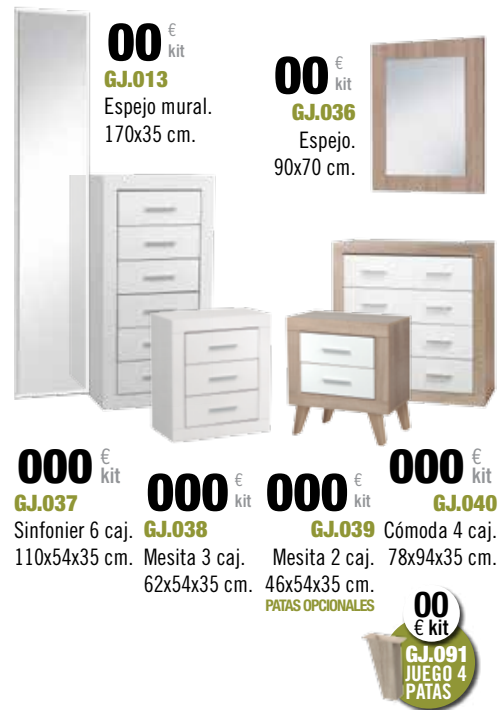 00 € kit
GJ.013
Espejo mural.
170x35 cm.
00 € kit
GJ.036
Espejo.
90x70 cm.
000 € kit
GJ.037
Sinfonier 6 caj.
110x54x35 cm.
000 € kit
GJ.038
Mesita 3 caj.
62x54x35 cm.
000 € kit
GJ.039
Mesita 2 caj.
46x54x35 cm.
PATAS OPCIONALES
000 € kit
GJ.040
Cómoda 4 caj.
78x94x35 cm.
00
€ kit
GJ.091
JUEGO 4
PATAS